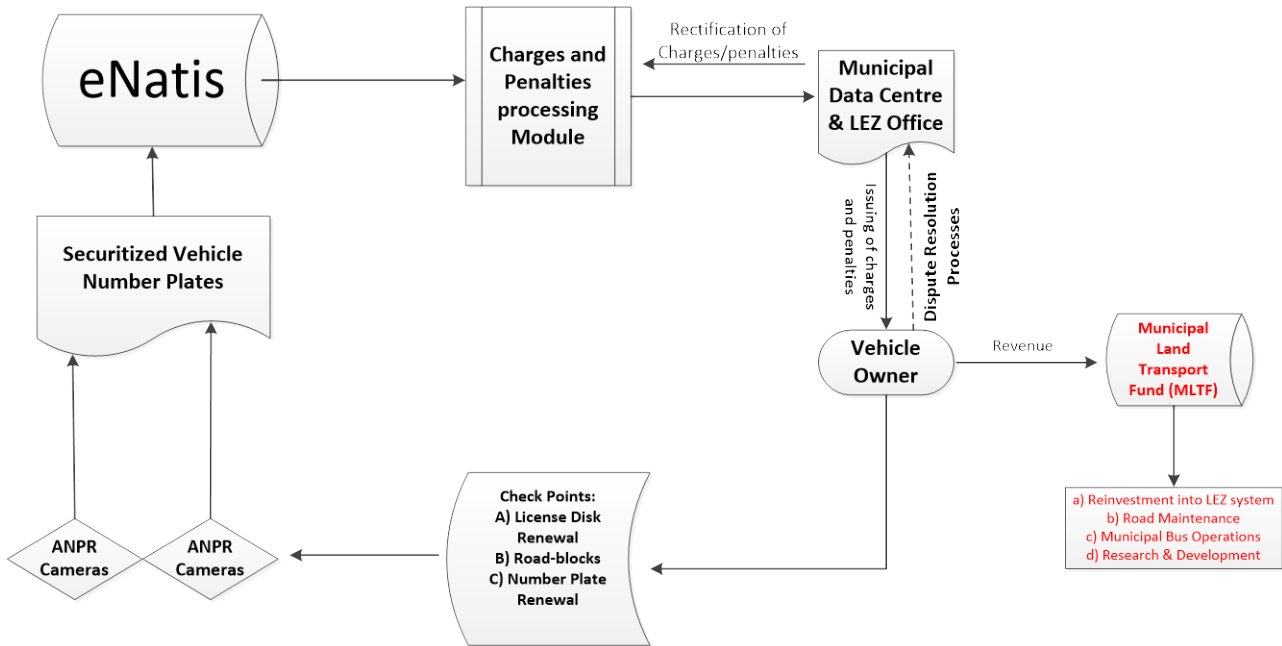 eNatis
Charges and
Penalties
processing
Module
Rectification of
Charges/penalties
Municipal
Data Centre
& LEZ Office
Securitized Vehicle
Number Plates
Issuing of charges
and penalties
Dispute Resolution
Processes
Vehicle
Owner
Revenue
Municipal
Land
Transport
Fund (MLTF)
a) Reinvestment into LEZ system
b) Road Maintenance
c) Municipal Bus Operations
d) Research & Development
Check Points:
A) License Disk
Renewal
B) Road-blocks
C) Number Plate
Renewal
ANPR
Cameras
ANPR
Cameras